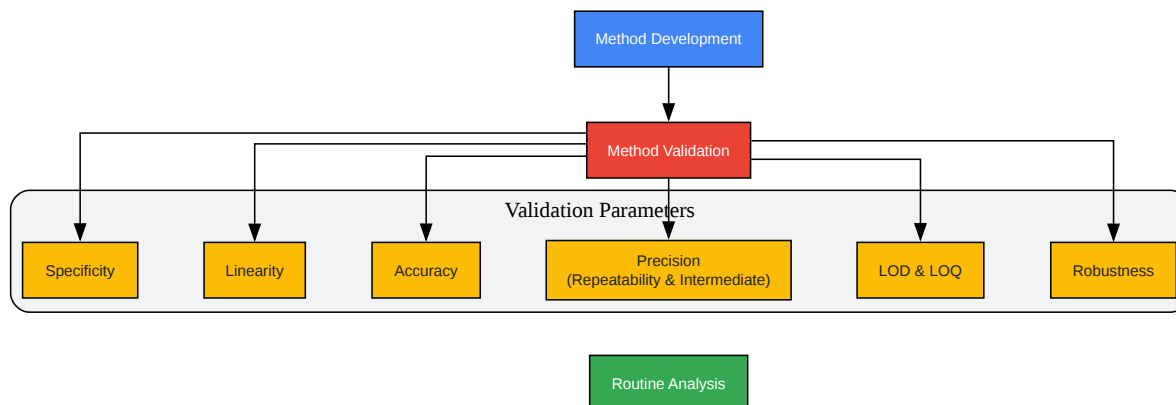 Method Development
Method Validation
Validation Parameters
Specificity
Linearity
Accuracy
Precision
(Repeatability & Intermediate)
LOD & LOQ
Robustness
Routine Analysis